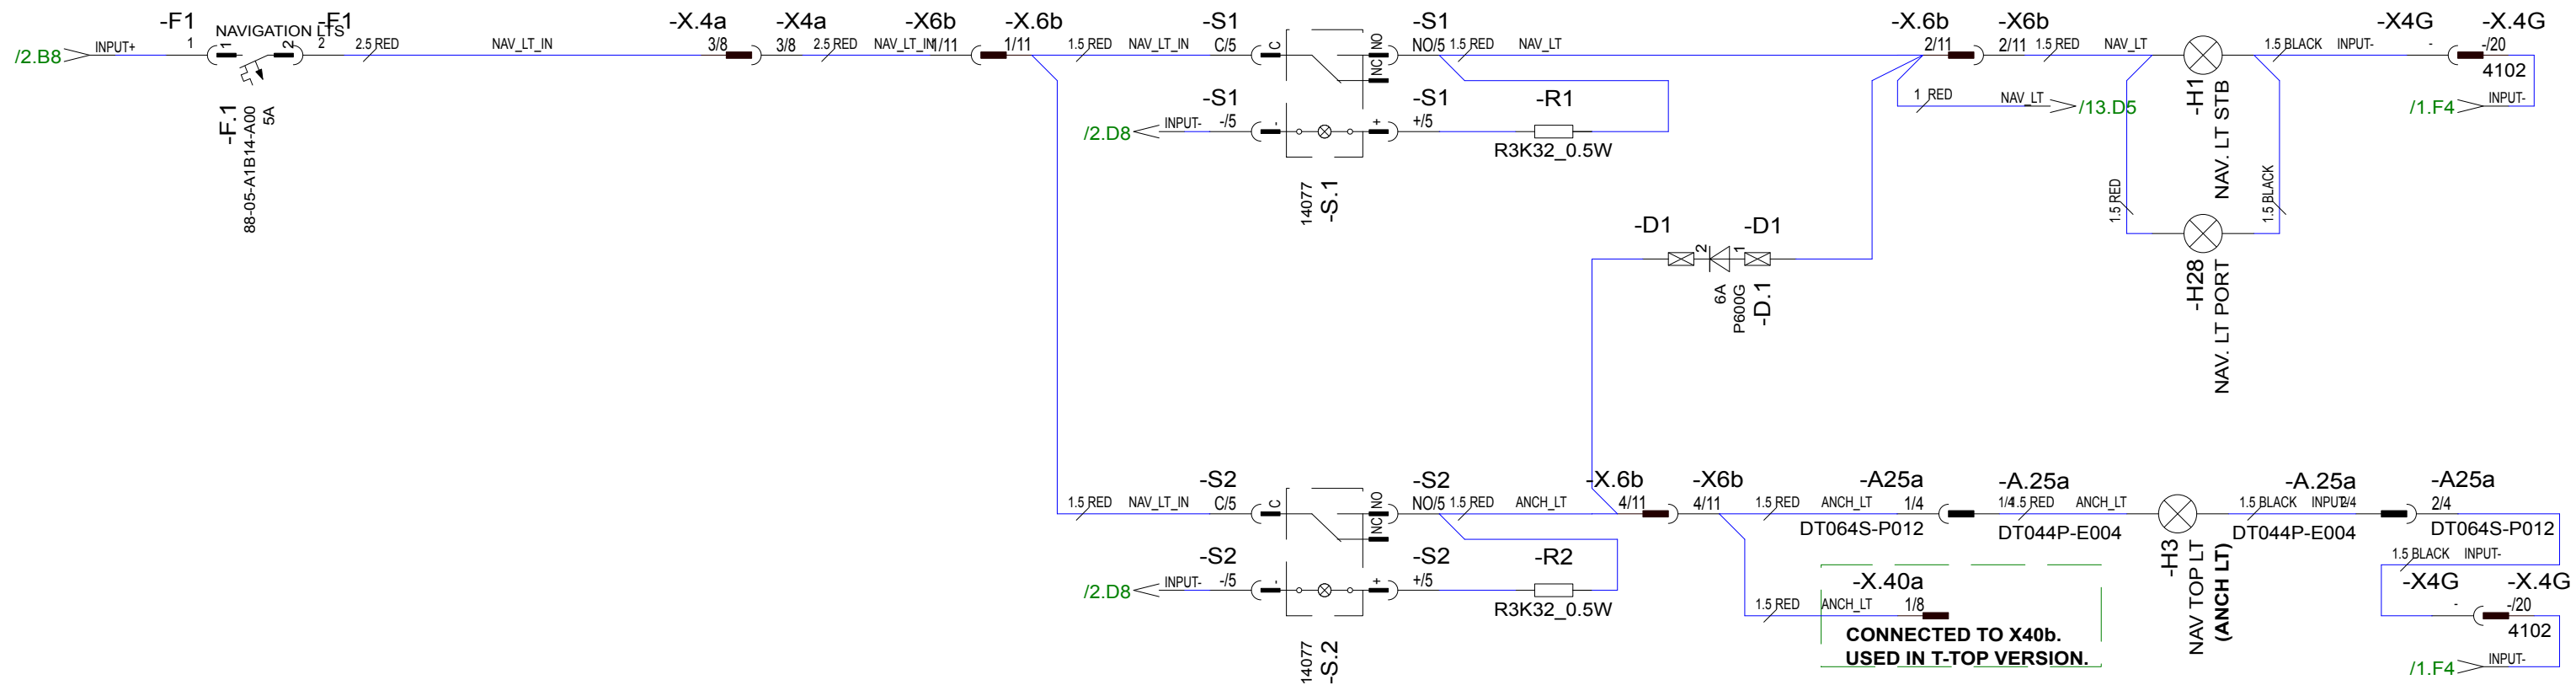 -F1 -F1 -X.4a -X4a -X6b -X.6b -S1 -S1 -X.6b -X6b -X4G -X.4G
NAVIGATION LTS
/2.B8 INPUT+ 1 1 2 2 2.5 RED NAV_LT_IN 3/8 3/8 2.5 RED NAV_LT_IN 1/11 1/11 1.5 RED NAV_LT_IN C/5 C NO NC NO/5 1.5 RED NAV_LT 2/11 2/11 1.5 RED NAV_LT 1.5 BLACK INPUT- - -/20
4102
-F.1
88-05-A1B14-A00
5A
/2.D8 INPUT- -S1 -/5 - + -S1 +/5 -R1
R3K32_0.5W
1 RED NAV_LT /13.D5
/1.F4 INPUT-
-H1
NAV. LT STB
14077
-S.1
1.5 RED
1.5 BLACK
-H28
NAV. LT PORT
-D1 -D1
2 1
6A
P600G
-D.1
-S2 -S2 -X.6b -X6b -A25a -A.25a -A.25a -A25a
1.5 RED NAV_LT_IN C/5 C NO NC NO/5 1.5 RED ANCH_LT 4/11 4/11 1.5 RED ANCH_LT 1/4 1/4 1.5 RED ANCH_LT 1.5 BLACK INPUT- 2/4 2/4
DT064S-P012 DT044P-E004 DT044P-E004 DT064S-P012
-H3
NAV TOP LT
(ANCH LT)
/2.D8 INPUT- -S2 -/5 - + -S2 +/5 -R2
R3K32_0.5W
1.5 BLACK INPUT-
-X4G -X.4G
- -/20
4102
-X.40a
1.5 RED ANCH_LT 1/8
CONNECTED TO X40b.
USED IN T-TOP VERSION.
14077
-S.2
/1.F4 INPUT-